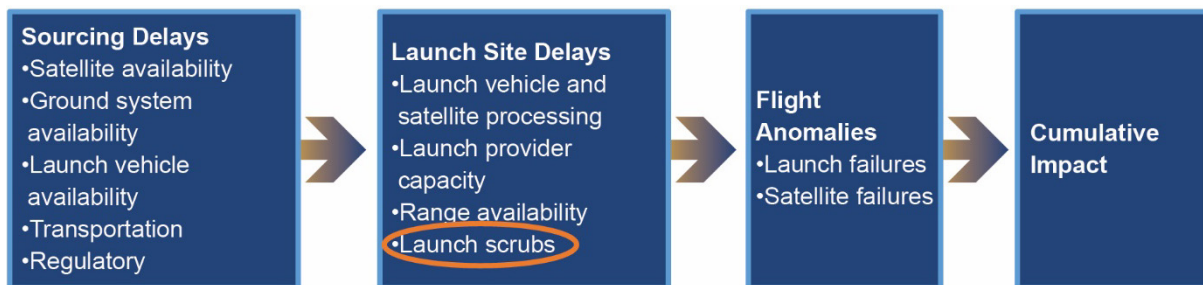 Sourcing Delays
•Satellite availability
•Ground system
availability
•Launch vehicle
availability
•Transportation
•Regulatory
Launch Site Delays
•Launch vehicle and
satellite processing
•Launch provider
capacity
•Range availability
•Launch scrubs
Flight
Anomalies
•Launch failures
•Satellite failures
Cumulative
Impact